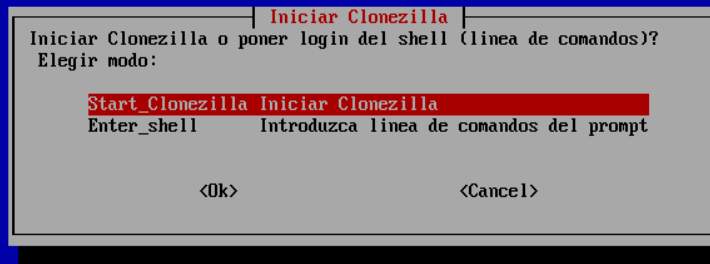 Iniciar Clonezilla
Iniciar Clonezilla o poner login del shell (linea de comandos)?
Elegir modo:
Start_Clonezilla Iniciar Clonezilla
Enter_shell Introduzca linea de comandos del prompt
<Ok> <Cancel>